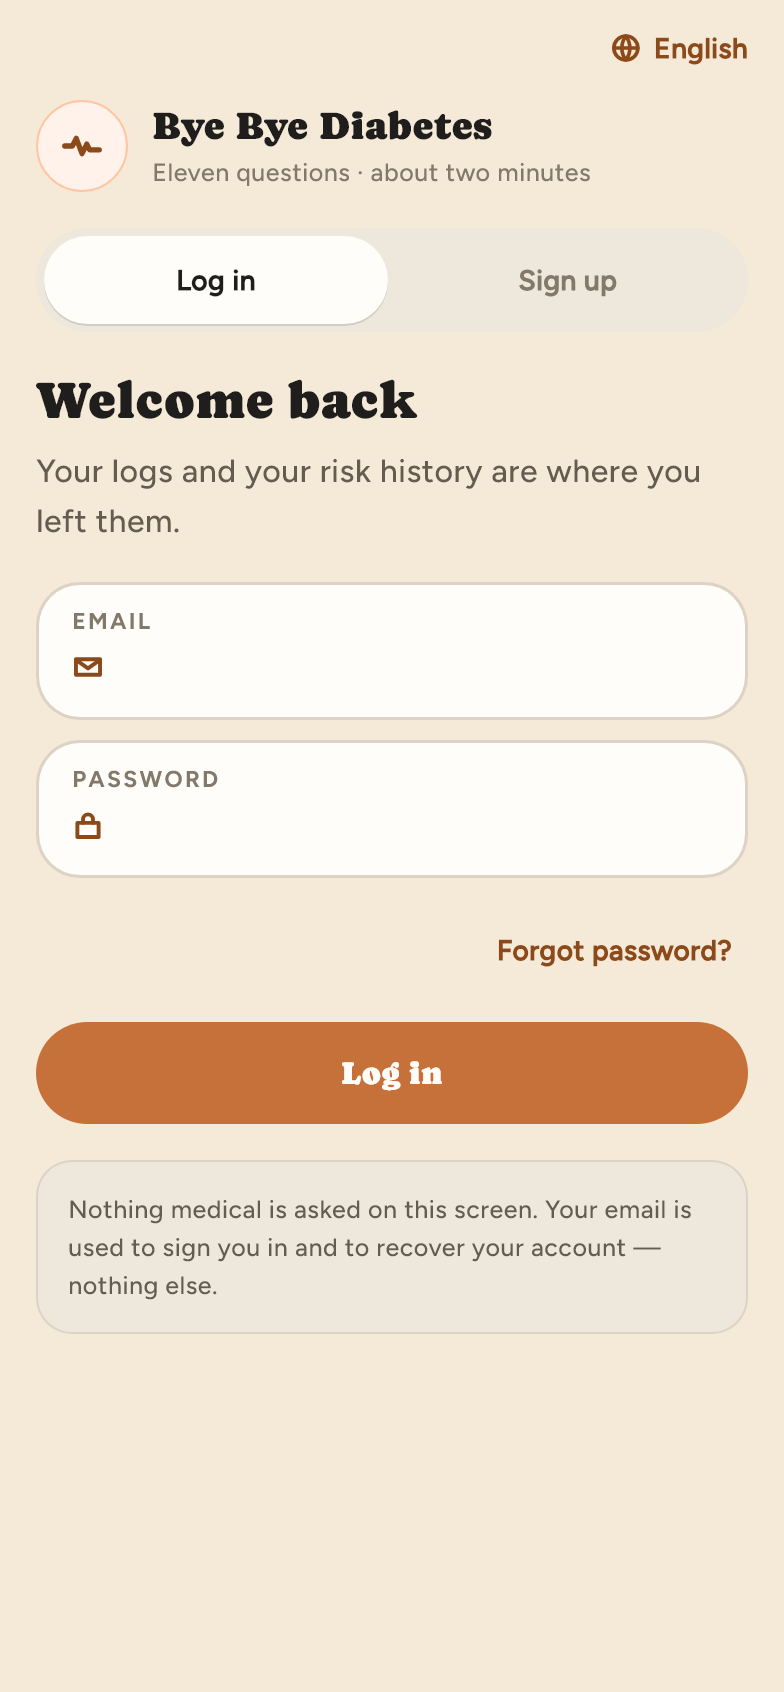 English
Bye Bye Diabetes
Eleven questions · about two minutes
Log in
Sign up
Welcome back
Your logs and your risk history are where you
left them.
EMAIL
PASSWORD
Forgot password?
Log in
Nothing medical is asked on this screen. Your email is
used to sign you in and to recover your account —
nothing else.